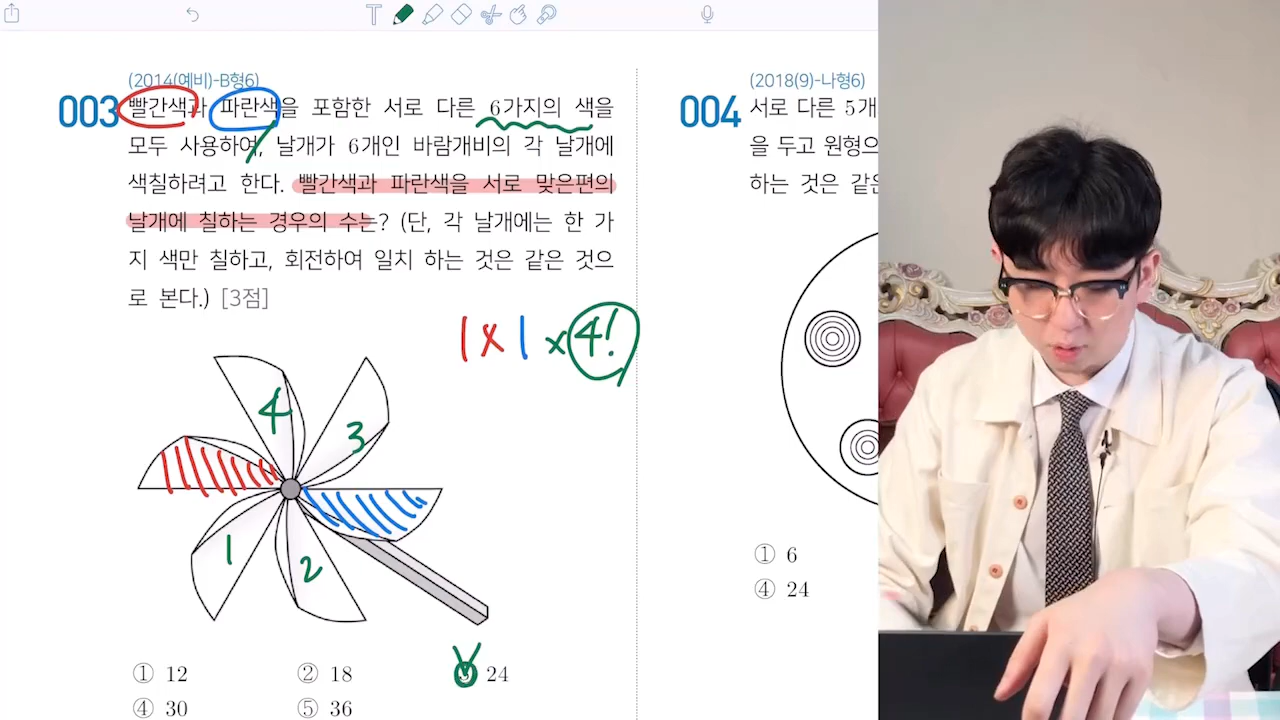 (2014(예비)-B형6)
003 빨간색과 파란색을 포함한 서로 다른 6가지의 색을
모두 사용하여, 날개가 6개인 바람개비의 각 날개에
색칠하려고 한다. 빨간색과 파란색을 서로 맞은편의
날개에 칠하는 경우의 수는? (단, 각 날개에는 한 가
지 색만 칠하고, 회전하여 일치 하는 것은 같은 것으
로 본다.) [3점]
1 x 1 x 4!
4
3
1
2
① 12
② 18
③ 24
④ 30
⑤ 36
(2018(9)-나형6)
004 서로 다른 5개
을 두고 원형으
하는 것은 같은
① 6
④ 24